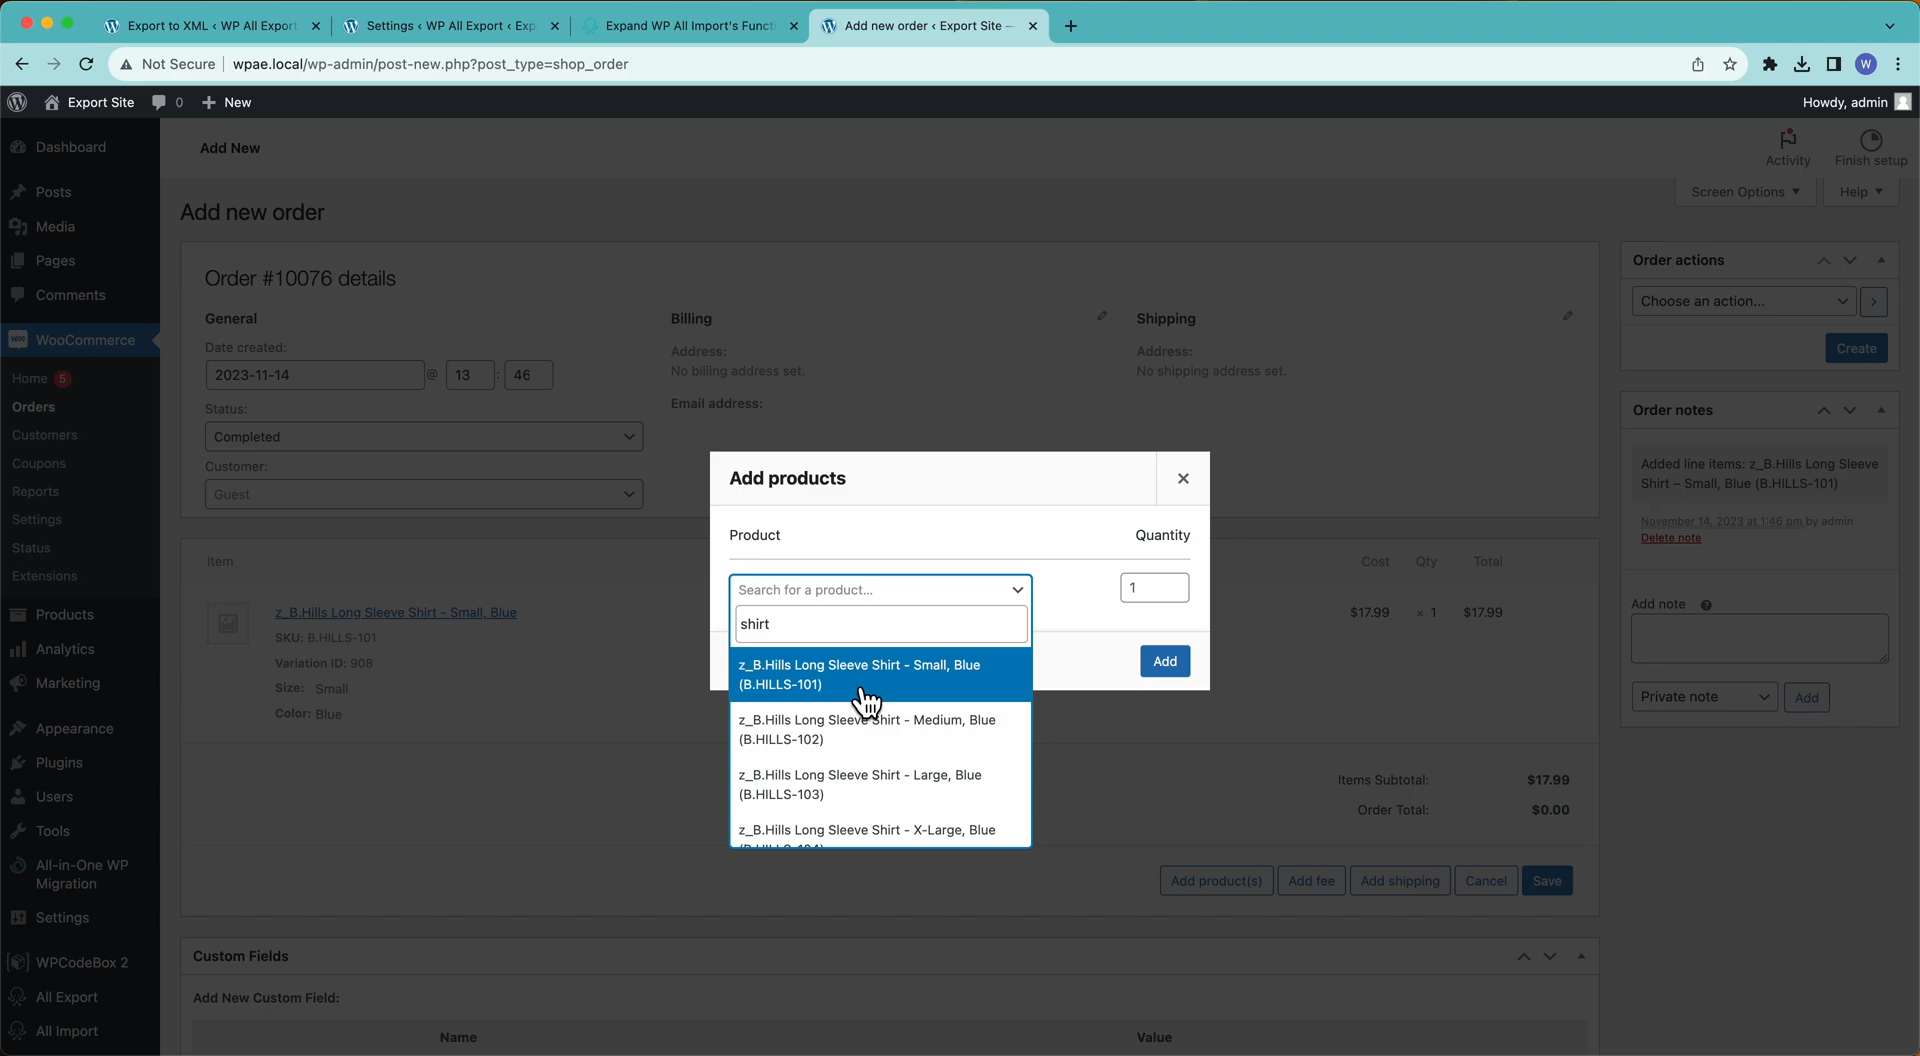 Export to XML ‹ WP All Export
Settings ‹ WP All Export ‹ Exp
Expand WP All Import's Functi
Add new order ‹ Export Site —
Not Secure
wpae.local/wp-admin/post-new.php?post_type=shop_order
W
Export Site
0
New
Howdy, admin
Dashboard
Posts
Media
Pages
Comments
WooCommerce
Home 5
Orders
Customers
Coupons
Reports
Settings
Status
Extensions
Products
Analytics
Marketing
Appearance
Plugins
Users
Tools
All-in-One WP
Migration
Settings
WPCodeBox 2
All Export
All Import
Add New
Activity
Finish setup
Screen Options
Help
Add new order
Order #10076 details
General
Date created:
2023-11-14 @ 13 : 46
Status:
Completed
Customer:
Guest
Billing
Address:
No billing address set.
Email address:
Shipping
Address:
No shipping address set.
Item
Cost
Qty
Total
z_B.Hills Long Sleeve Shirt - Small, Blue
SKU: B.HILLS-101
Variation ID: 908
Size: Small
Color: Blue
$17.99
× 1
$17.99
Items Subtotal:
$17.99
Order Total:
$0.00
Add product(s)
Add fee
Add shipping
Cancel
Save
Custom Fields
Add New Custom Field:
Name
Value
Add products
Product
Quantity
Search for a product...
1
shirt
z_B.Hills Long Sleeve Shirt - Small, Blue
(B.HILLS-101)
z_B.Hills Long Sleeve Shirt - Medium, Blue
(B.HILLS-102)
z_B.Hills Long Sleeve Shirt - Large, Blue
(B.HILLS-103)
z_B.Hills Long Sleeve Shirt - X-Large, Blue
(B.HILLS-104)
Add
Order actions
Choose an action...
Create
Order notes
Added line items: z_B.Hills Long Sleeve
Shirt – Small, Blue (B.HILLS-101)
November 14, 2023 at 1:46 pm by admin
Delete note
Add note
Private note
Add